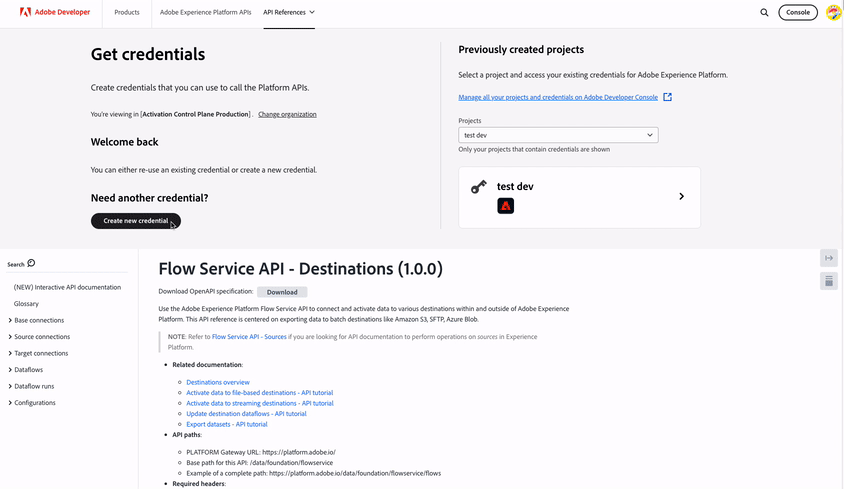 Adobe Developer
Products
Adobe Experience Platform APIs
API References
Console
Get credentials
Create credentials that you can use to call the Platform APIs.
You're viewing in [Activation Control Plane Production] . Change organization
Welcome back
You can either re-use an existing credential or create a new credential.
Need another credential?
Create new credential
Previously created projects
Select a project and access your existing credentials for Adobe Experience Platform.
Manage all your projects and credentials on Adobe Developer Console
Projects
test dev
Only your projects that contain credentials are shown
test dev
Search
(NEW) Interactive API documentation
Glossary
Base connections
Source connections
Target connections
Dataflows
Dataflow runs
Configurations
Flow Service API - Destinations (1.0.0)
Download OpenAPI specification: Download
Use the Adobe Experience Platform Flow Service API to connect and activate data to various destinations within and outside of Adobe Experience
Platform. This API reference is centered on exporting data to batch destinations like Amazon S3, SFTP, Azure Blob.
NOTE: Refer to Flow Service API - Sources if you are looking for API documentation to perform operations on sources in Experience
Platform.
Related documentation:
Destinations overview
Activate data to file-based destinations - API tutorial
Activate data to streaming destinations - API tutorial
Update destination dataflows - API tutorial
Export datasets - API tutorial
API paths:
PLATFORM Gateway URL: https://platform.adobe.io/
Base path for this API: /data/foundation/flowservice
Example of a complete path: https://platform.adobe.io/data/foundation/flowservice/flows
Required headers: